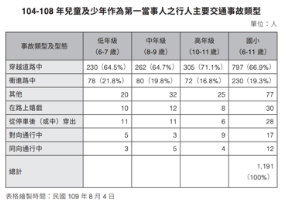 104-108 年兒童及少年作為第一當事人之行人主要交通事故類型
單位：人
事故類型及型態 低年級 (6-7 歲) 中年級 (8-9 歲) 高年級 (10-11 歲) 國小 (6-11 歲)
穿越道路中 230 (64.5%) 262 (64.7%) 305 (71.1%) 797 (66.9%)
衝進路中 78 (21.8%) 80 (19.8%) 72 (16.8%) 230 (19.3%)
其他 20 32 25 77
在路上嬉戲 10 12 8 30
從停車後（或中）穿出 11 11 6 28
對向通行中 5 3 9 17
同向通行中 3 5 4 12
總計 1,191
(100%)
表格繪製時間：民國 109 年 8 月 4 日